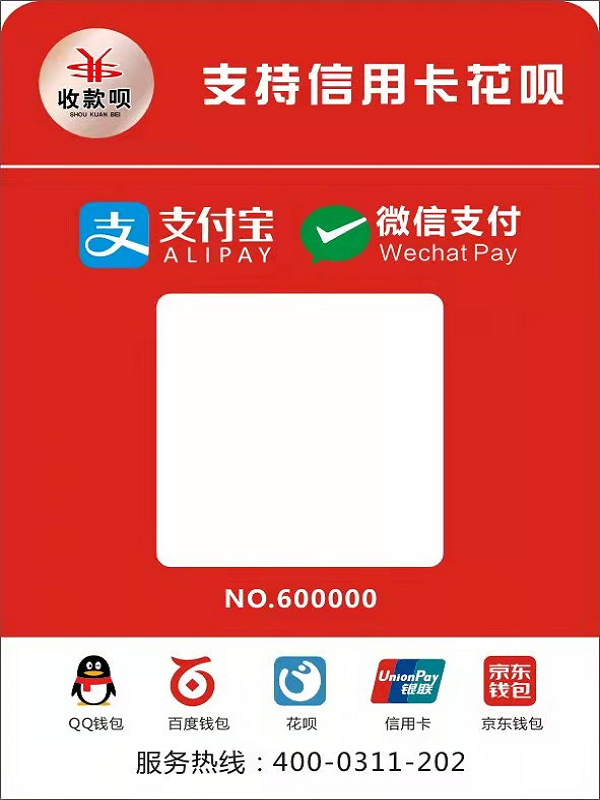 收款呗
SHOU KUAN BEI
支持信用卡花呗
支付宝
ALIPAY
微信支付
Wechat Pay
NO.600000
UnionPay
银联
京东
钱包
QQ钱包
百度钱包
花呗
信用卡
京东钱包
服务热线：400-0311-202